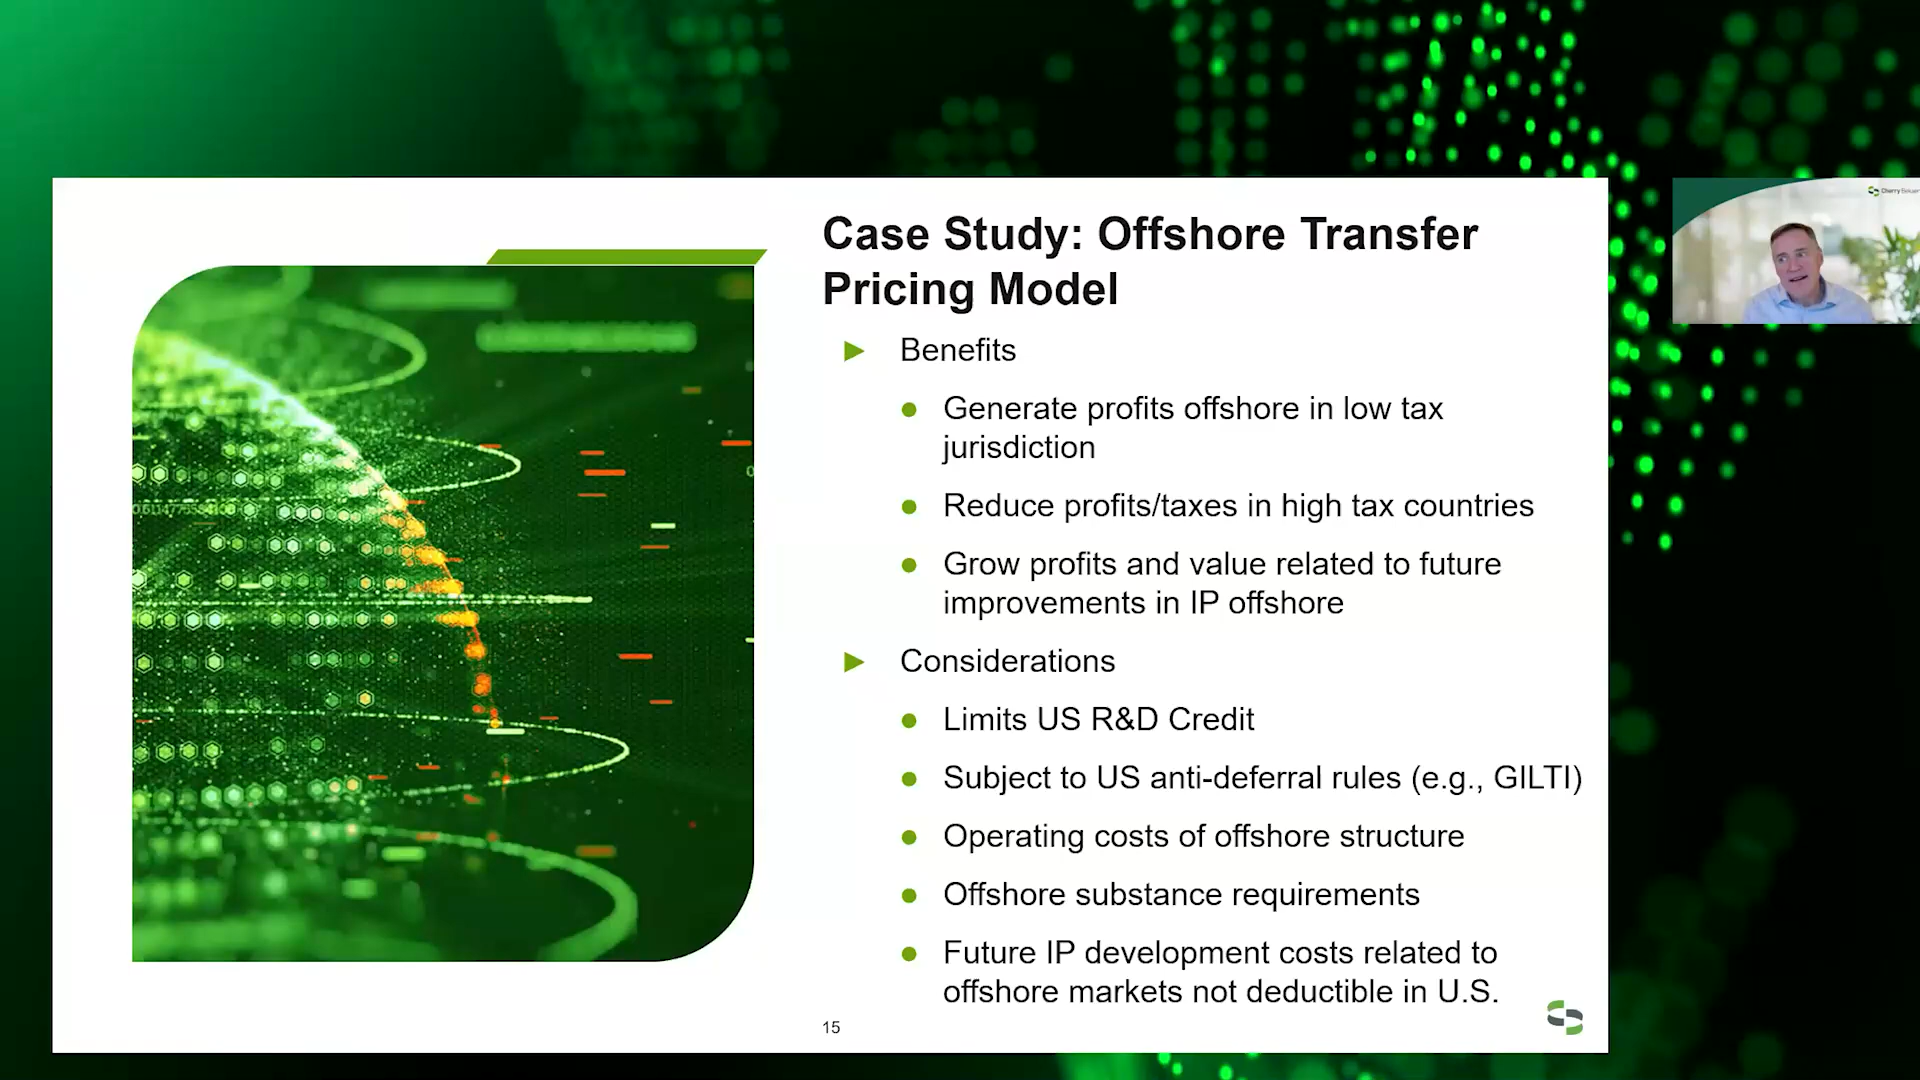 Case Study: Offshore Transfer
Pricing Model
Benefits
Generate profits offshore in low tax
jurisdiction
Reduce profits/taxes in high tax countries
Grow profits and value related to future
improvements in IP offshore
Considerations
Limits US R&D Credit
Subject to US anti-deferral rules (e.g., GILTI)
Operating costs of offshore structure
Offshore substance requirements
Future IP development costs related to
offshore markets not deductible in U.S.
15
Cherry